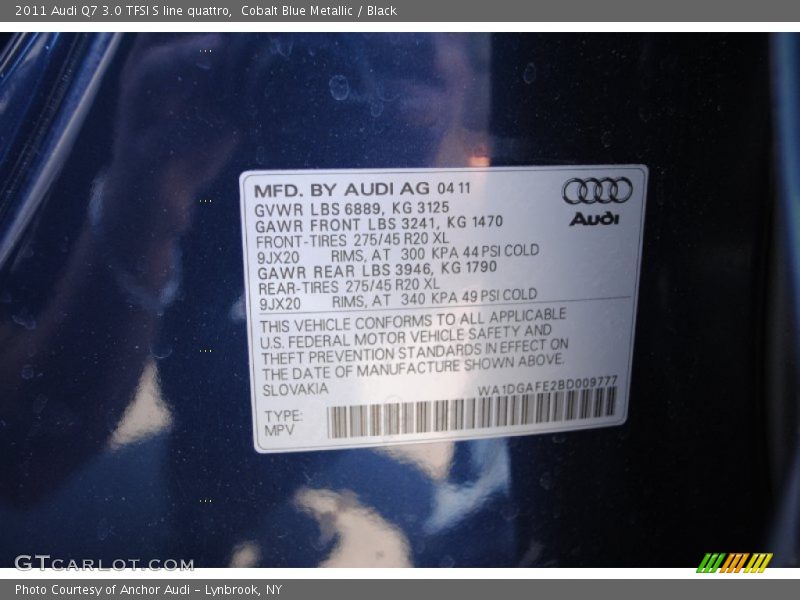 2011 Audi Q7 3.0 TFSI S line quattro,  Cobalt Blue Metallic / Black
MFD. BY AUDI AG 04 11
GVWR LBS 6889, KG 3125
GAWR FRONT LBS 3241, KG 1470
FRONT-TIRES 275/45 R20 XL
9JX20 RIMS, AT 300 KPA 44 PSI COLD
GAWR REAR LBS 3946, KG 1790
REAR-TIRES 275/45 R20 XL
9JX20 RIMS, AT 340 KPA 49 PSI COLD
Audi
THIS VEHICLE CONFORMS TO ALL APPLICABLE
U.S. FEDERAL MOTOR VEHICLE SAFETY AND
THEFT PREVENTION STANDARDS IN EFFECT ON
THE DATE OF MANUFACTURE SHOWN ABOVE.
SLOVAKIA
WA1DGAFE2BD009777
TYPE:
MPV
GTCARLOT.COM
Photo Courtesy of Anchor Audi - Lynbrook, NY